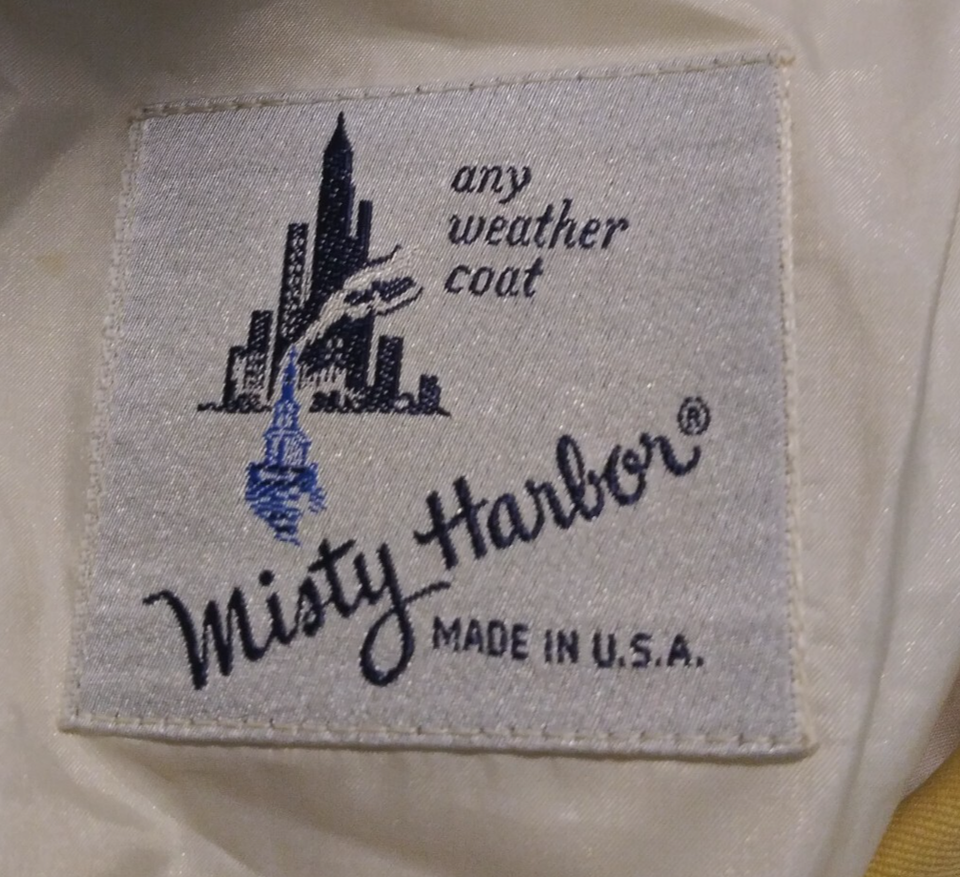 any
weather
coat
Misty Harbor®
MADE IN U.S.A.